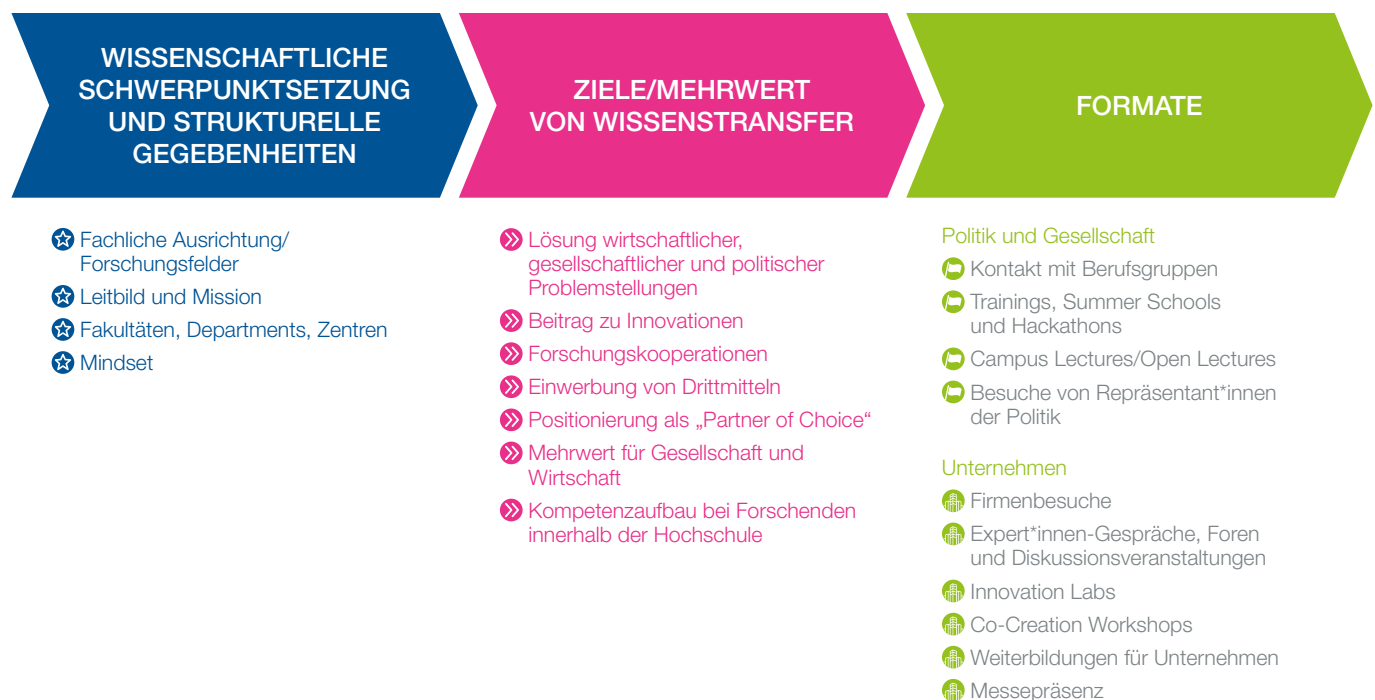 WISSENSCHAFTLICHE
SCHWERPUNKTSETZUNG
UND STRUKTURELLE
GEGEBENHEITEN
ZIELE/MEHRWERT
VON WISSENSTRANSFER
FORMATE
Fachliche Ausrichtung/
Forschungsfelder
Leitbild und Mission
Fakultäten, Departments, Zentren
Mindset
Lösung wirtschaftlicher,
gesellschaftlicher und politischer
Problemstellungen
Beitrag zu Innovationen
Forschungskooperationen
Einwerbung von Drittmitteln
Positionierung als „Partner of Choice“
Mehrwert für Gesellschaft und
Wirtschaft
Kompetenzaufbau bei Forschenden
innerhalb der Hochschule
Politik und Gesellschaft
Kontakt mit Berufsgruppen
Trainings, Summer Schools
und Hackathons
Campus Lectures/Open Lectures
Besuche von Repräsentant*innen
der Politik
Unternehmen
Firmenbesuche
Expert*innen-Gespräche, Foren
und Diskussionsveranstaltungen
Innovation Labs
Co-Creation Workshops
Weiterbildungen für Unternehmen
Messepräsenz